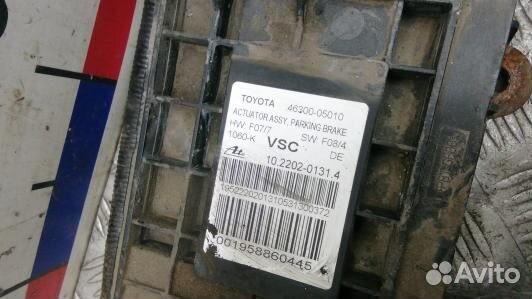 TOYOTA 46300-05010
ACTUATOR ASSY, PARKING BRAKE
HW: F07/7 SW: F08/4
1060-K VSC DE
10.2202-0131.4
1952220201310531300372
001958860445
Avito